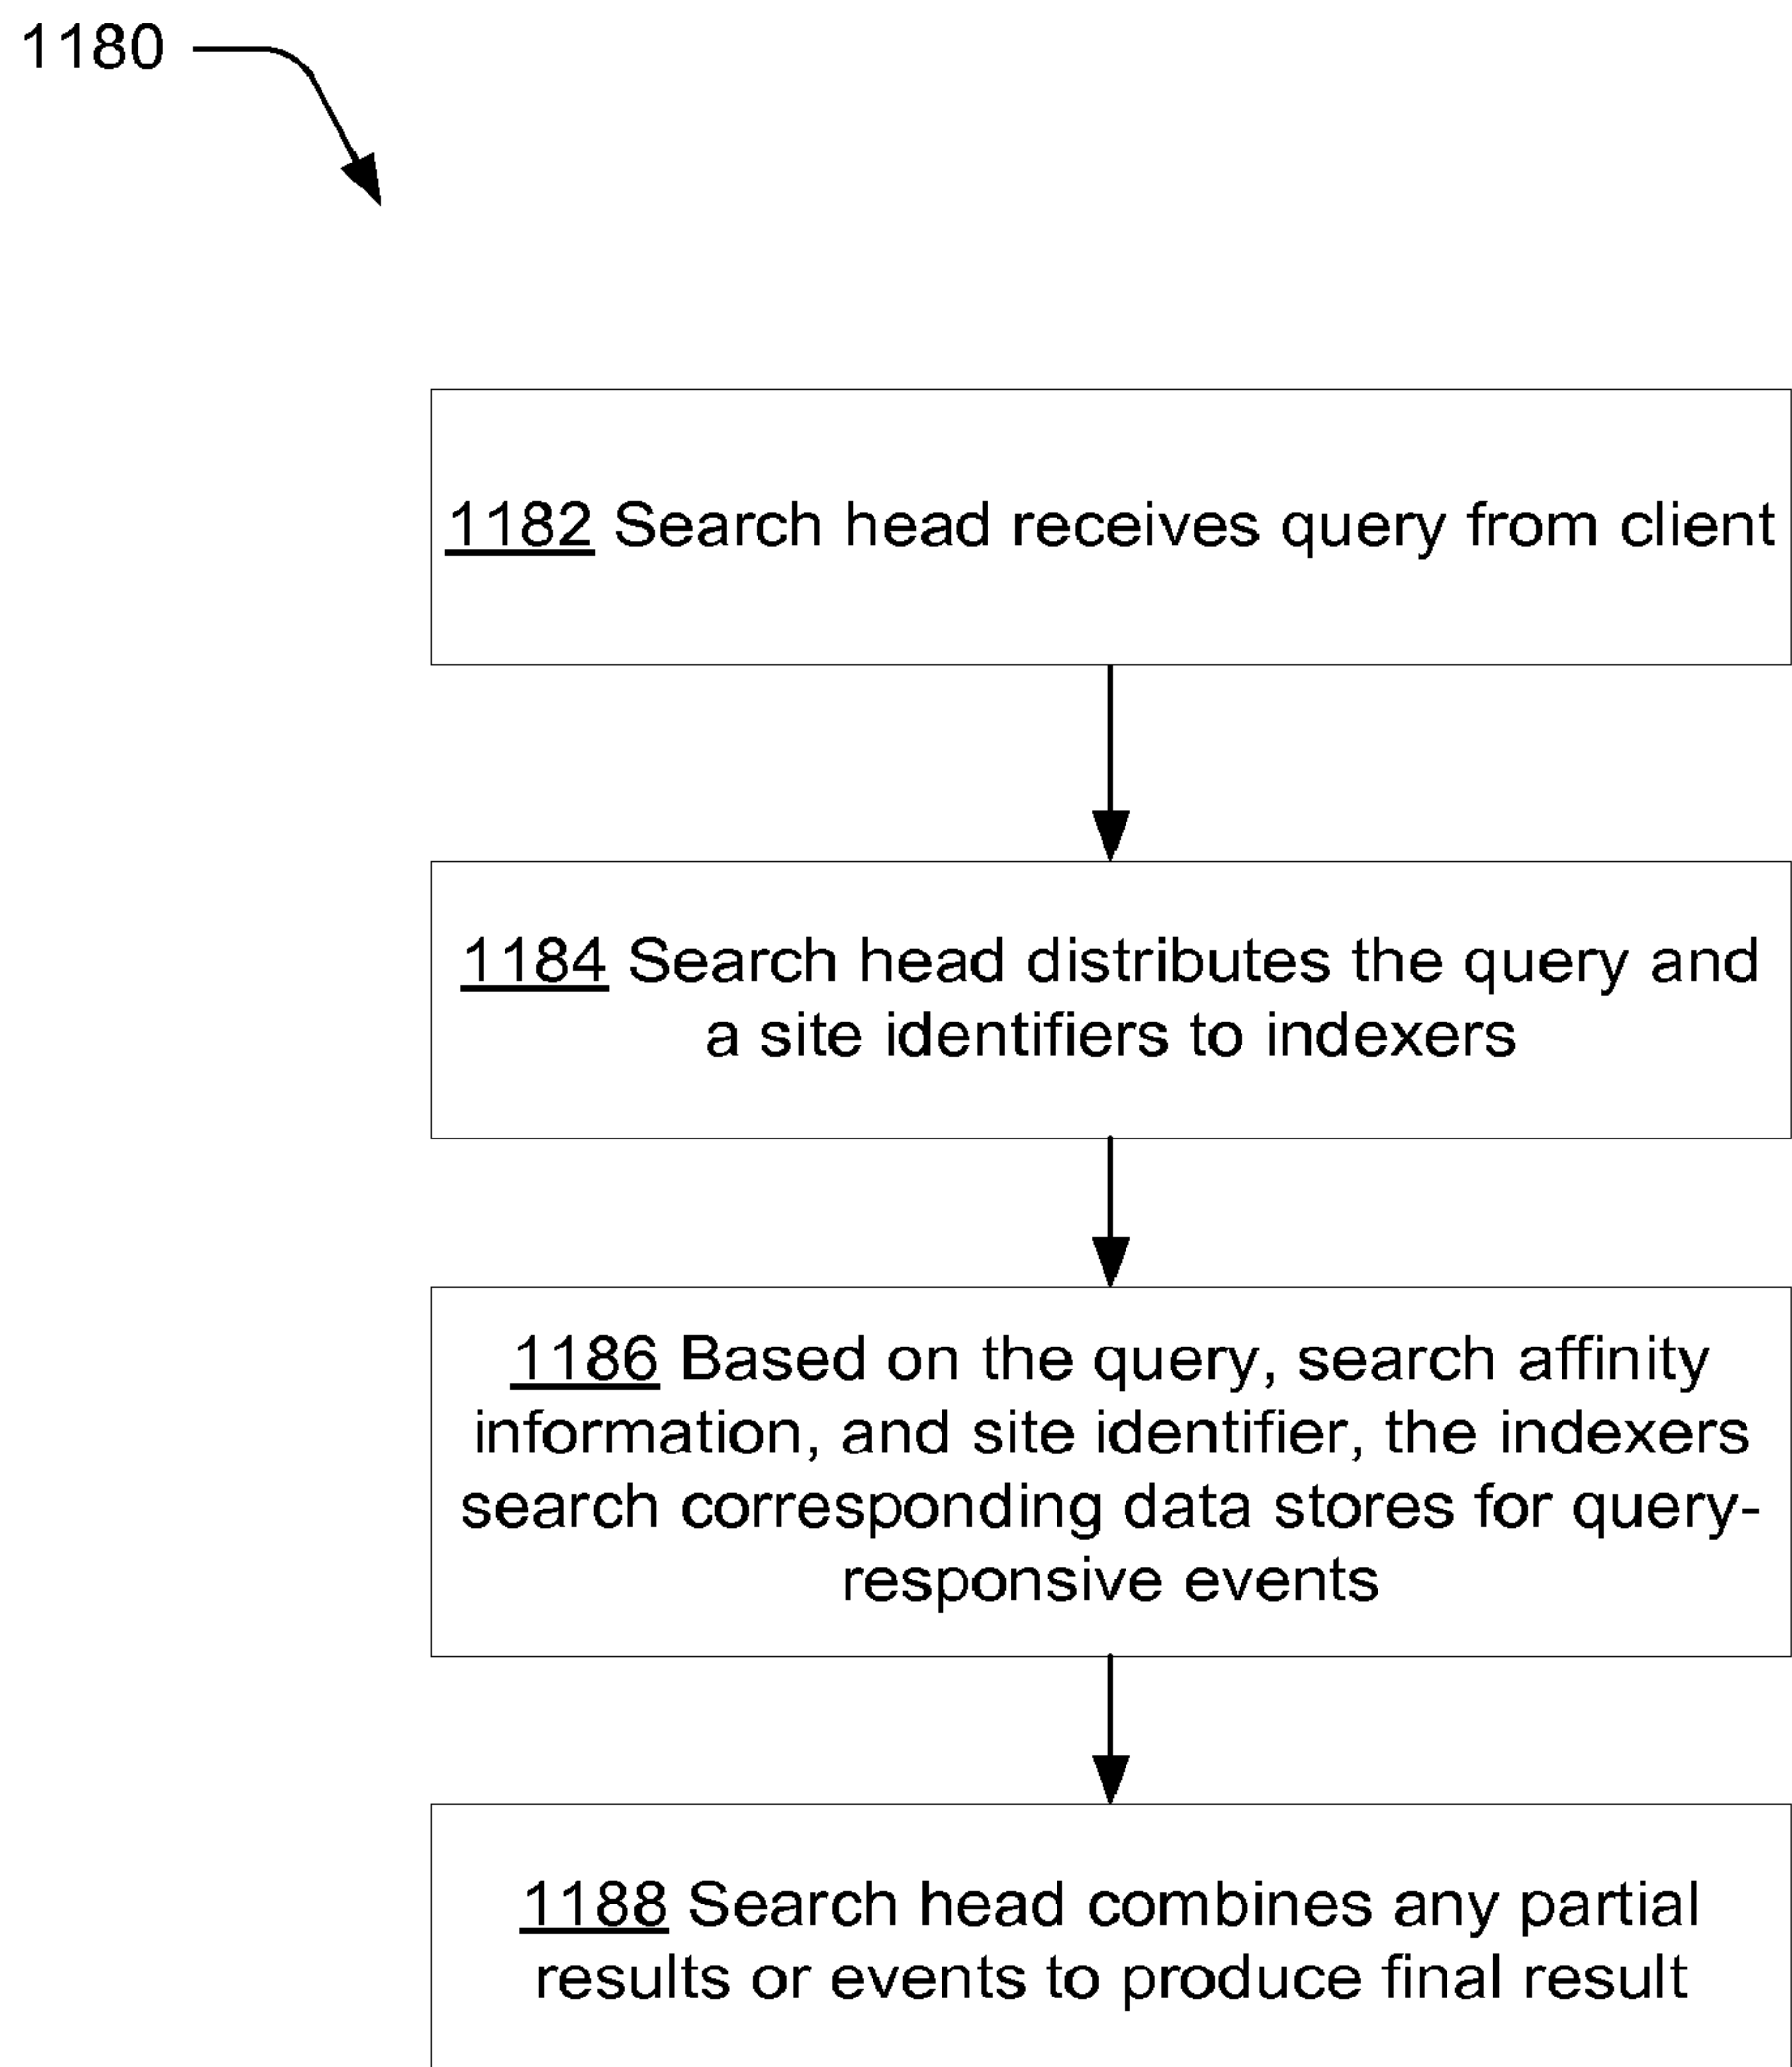 1180
1182 Search head receives query from client
1184 Search head distributes the query and
a site identifiers to indexers
1186 Based on the query, search affinity
information, and site identifier, the indexers
search corresponding data stores for query-
responsive events
1188 Search head combines any partial
results or events to produce final result